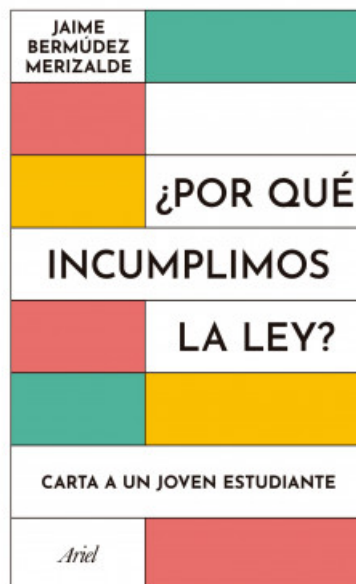 JAIME
BERMÚDEZ
MERIZALDE
¿POR QUÉ
INCUMPLIMOS
LA LEY?
CARTA A UN JOVEN ESTUDIANTE
Ariel